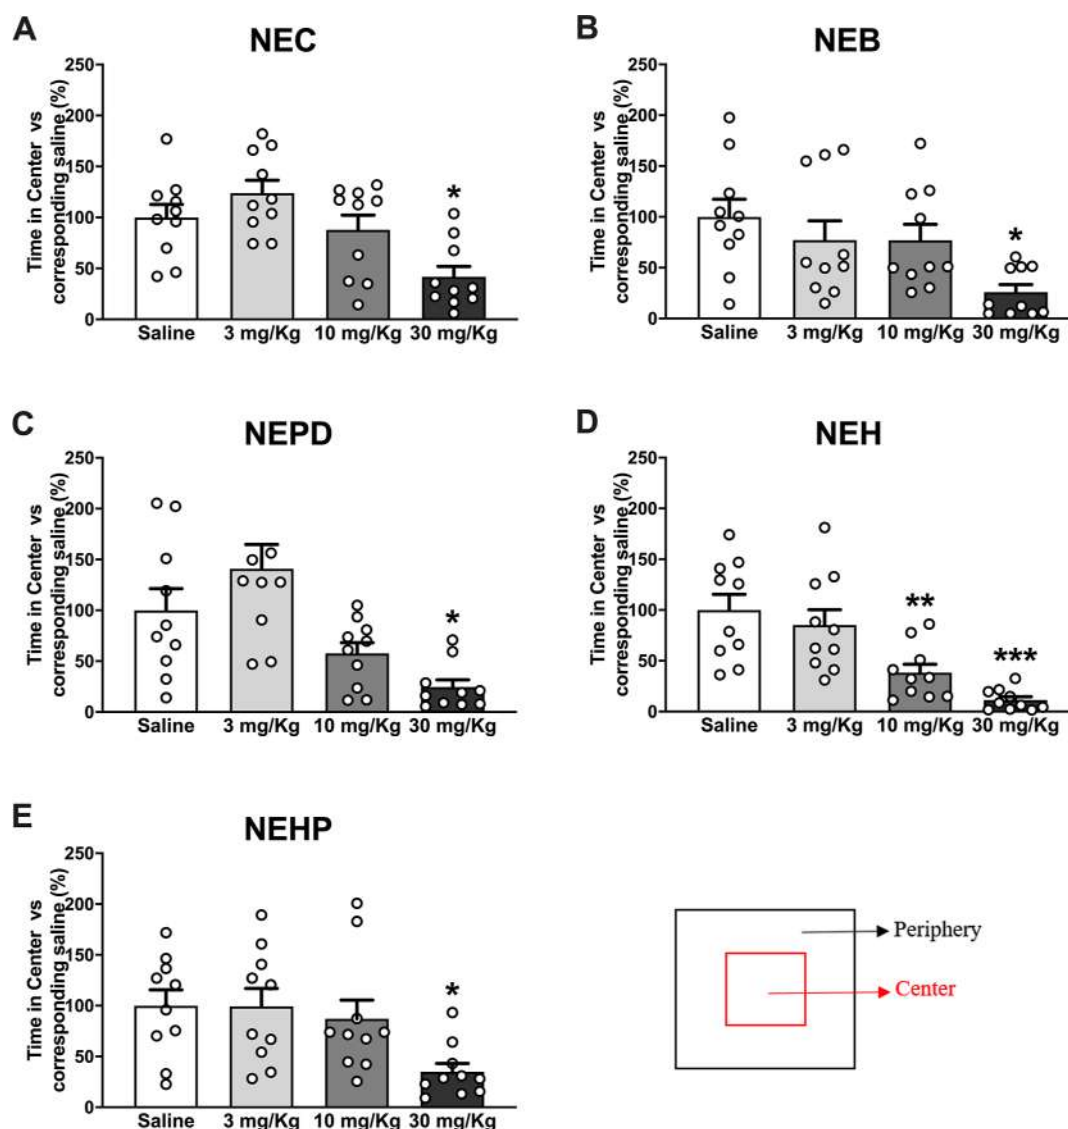 A
NEC
Time in Center vs
corresponding saline (%)
250
200
150
100
50
0
Saline 3 mg/Kg 10 mg/Kg 30 mg/Kg
*
B
NEB
Time in Center vs
corresponding saline (%)
250
200
150
100
50
0
Saline 3 mg/Kg 10 mg/Kg 30 mg/Kg
*
C
NEPD
Time in Center vs
corresponding saline (%)
250
200
150
100
50
0
Saline 3 mg/Kg 10 mg/Kg 30 mg/Kg
*
D
NEH
Time in Center vs
corresponding saline (%)
250
200
150
100
50
0
Saline 3 mg/Kg 10 mg/Kg 30 mg/Kg
**
***
E
NEHP
Time in Center vs
corresponding saline (%)
250
200
150
100
50
0
Saline 3 mg/Kg 10 mg/Kg 30 mg/Kg
*
Periphery
Center